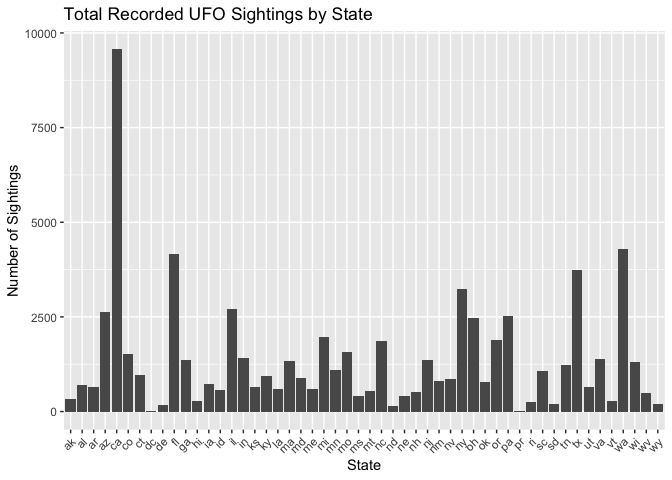 Total Recorded UFO Sightings by State
10000
7500
5000
2500
0
Number of Sightings
ak al ar az ca co ct dc de fl ga hi ia id il in ks ky la ma md me mi mn mo ms mt nc nd ne nh nj nm nv ny oh ok or pa pr ri sc sd tn tx ut va vt wa wi wv wy
State